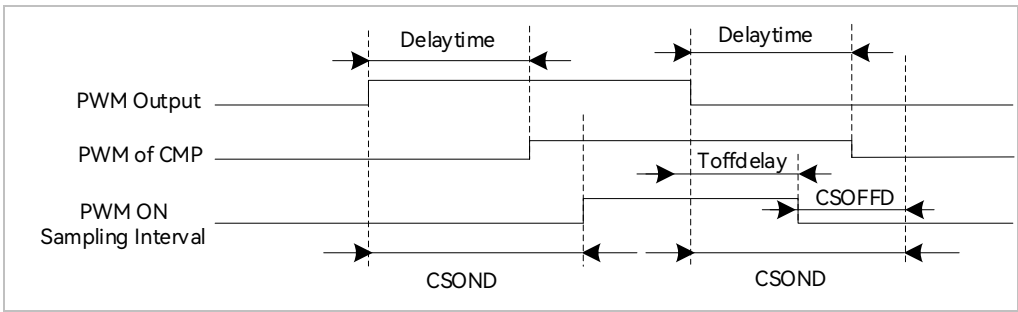 Delaytime
Delaytime
PWM Output
PWM of CMP
Toffdelay
CSOFFD
PWM ON
Sampling Interval
CSOND
CSOND